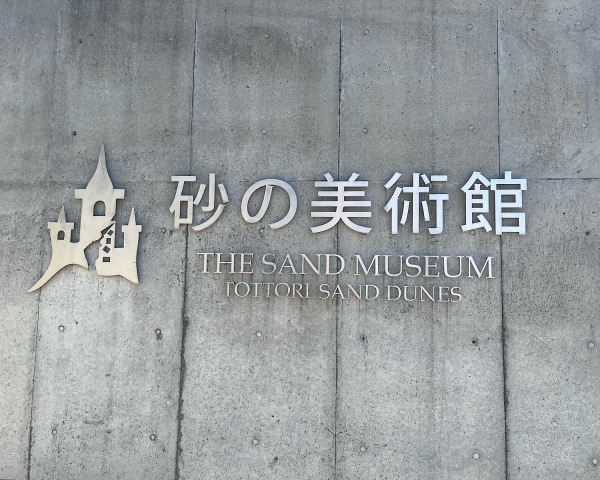 砂の美術館
THE SAND MUSEUM
TOTTORI SAND DUNES